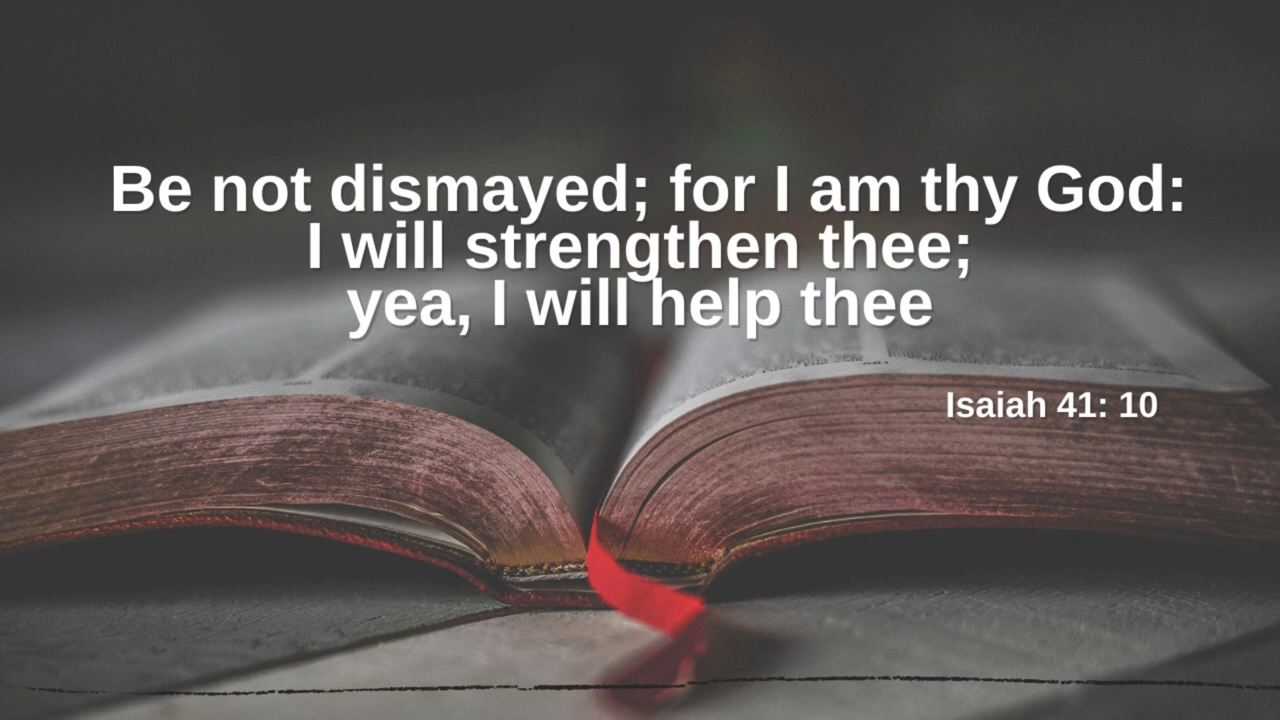 Be not dismayed; for I am thy God:
I will strengthen thee;
yea, I will help thee
Isaiah 41: 10